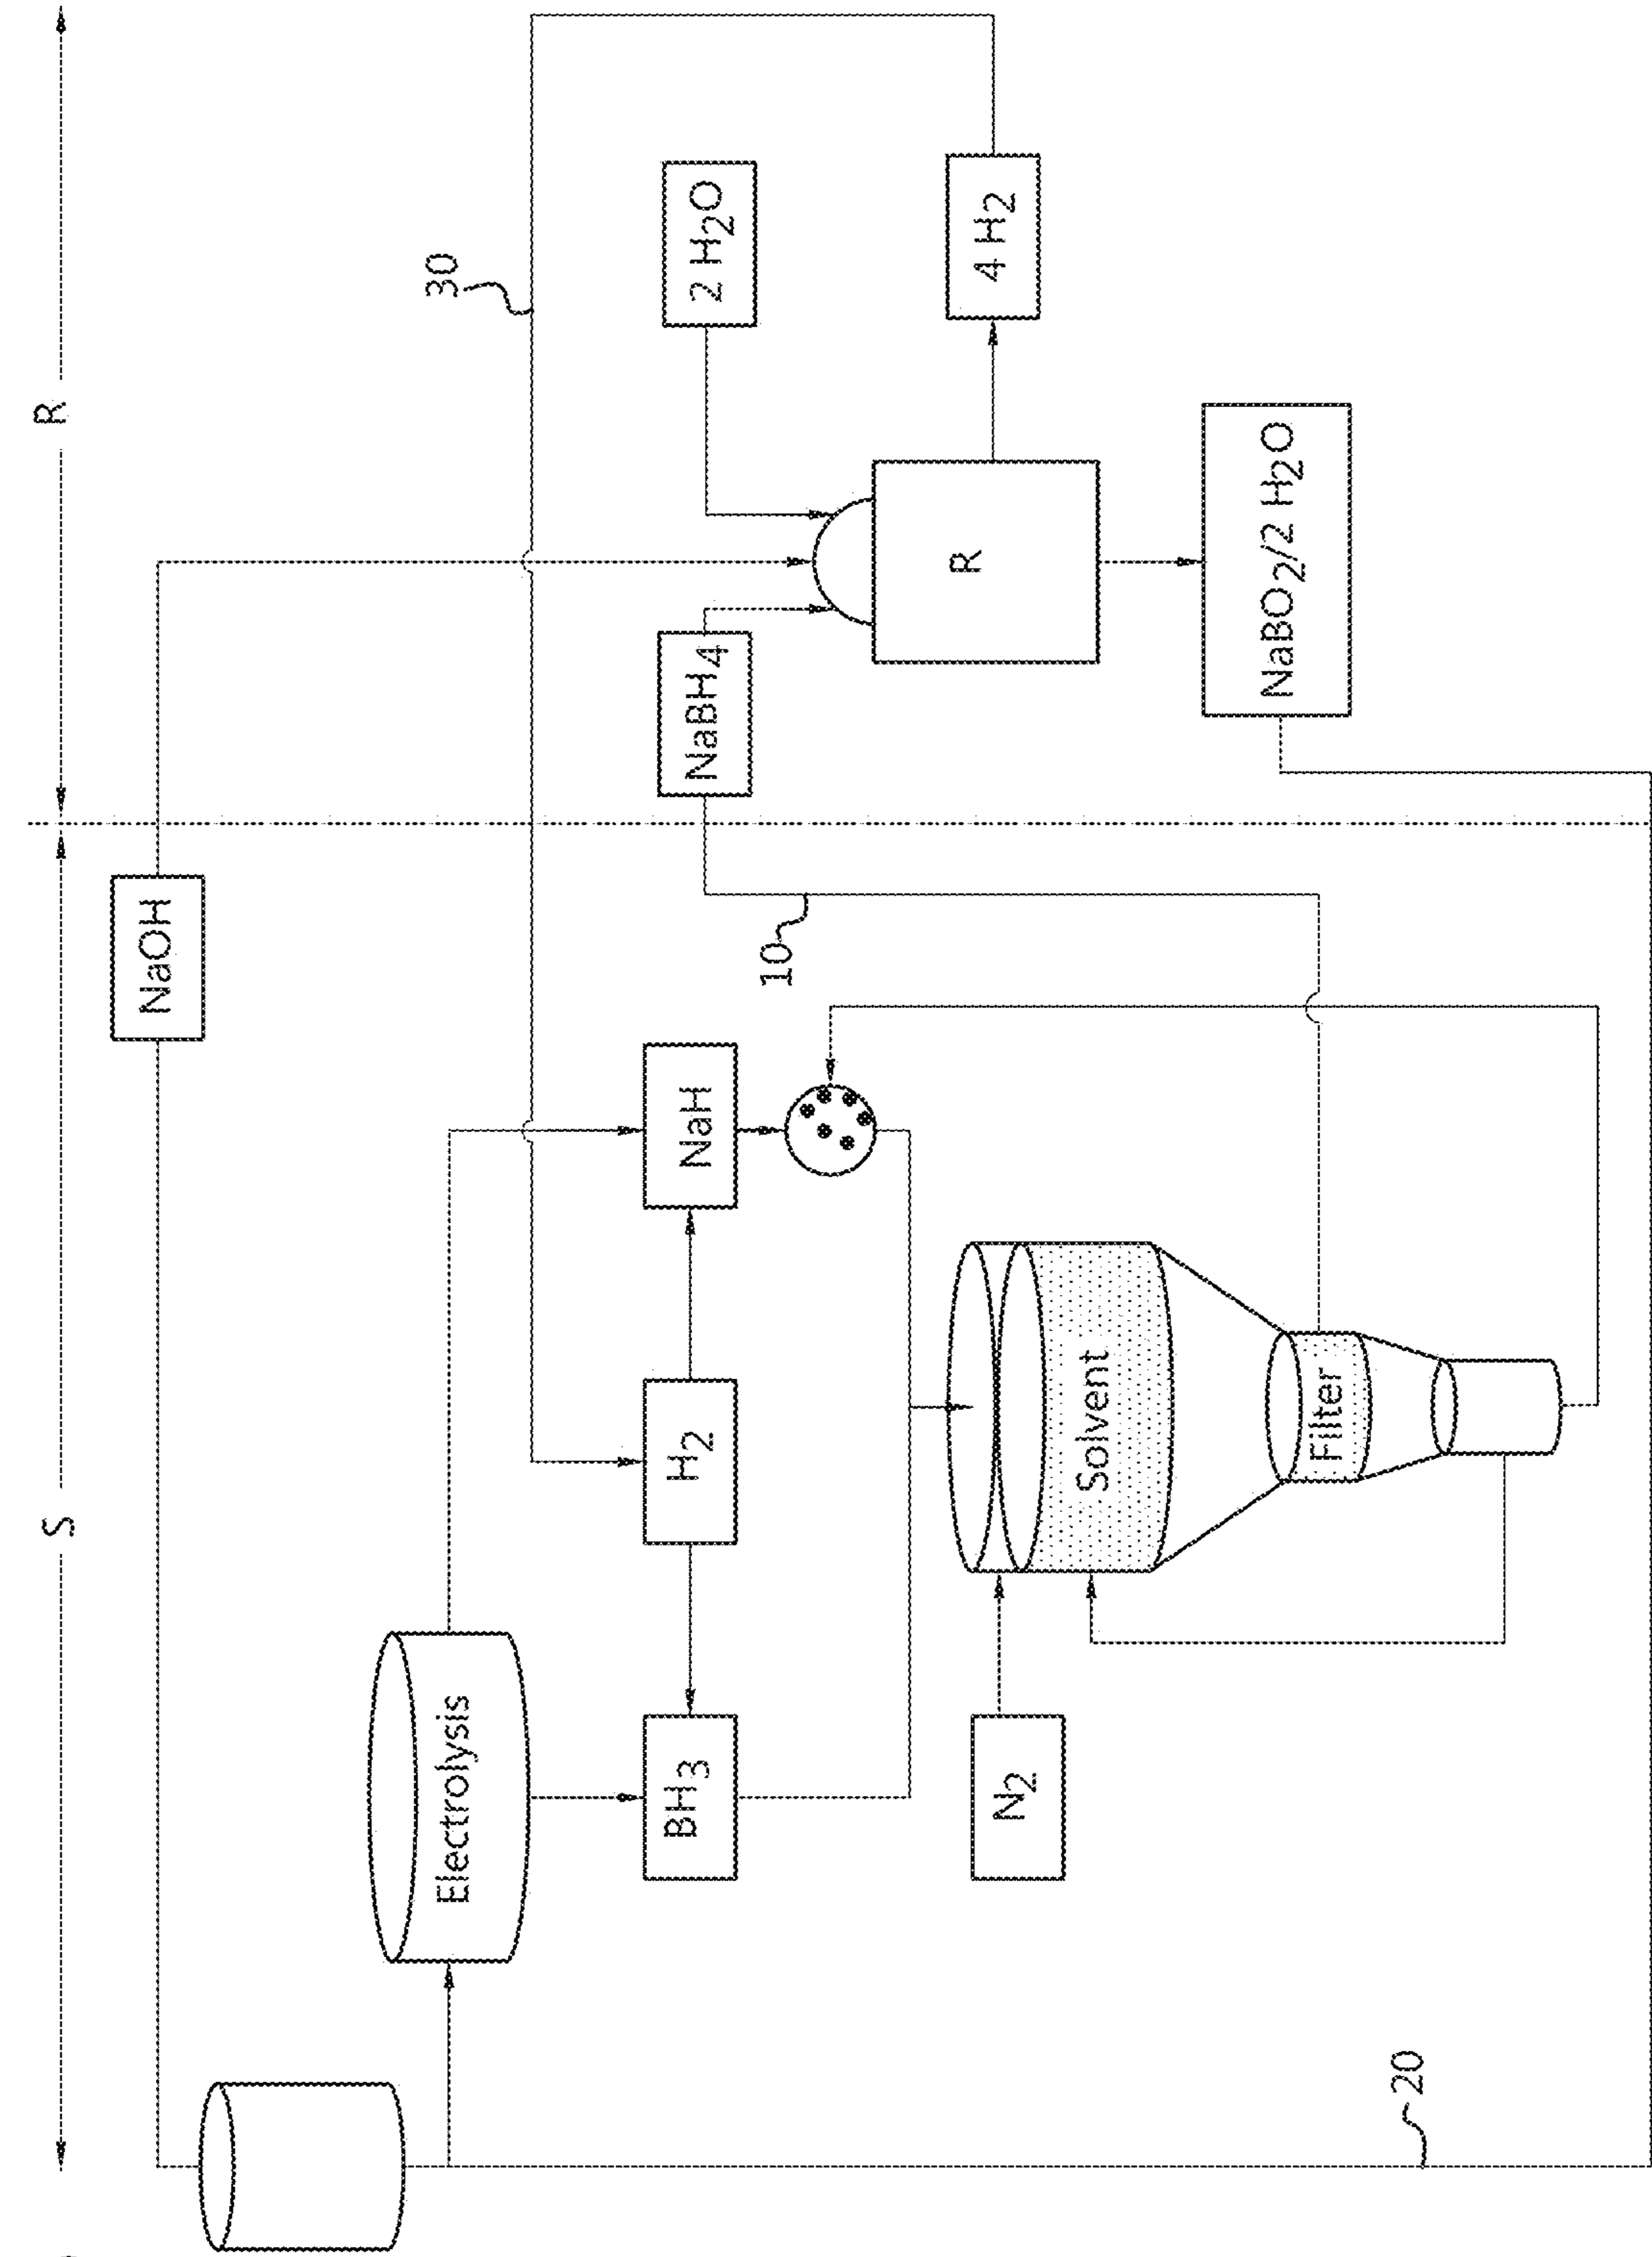 S
R
NaOH
30
Electrolysis
BH3
H2
NaH
NaBH4
2 H2O
10
N2
Solvent
R
4 H2
Filter
NaBO2/2 H2O
20